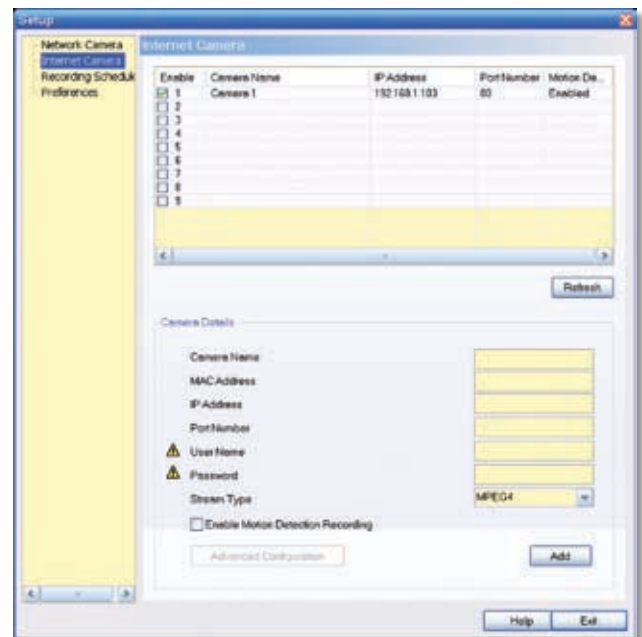 Setup
Network Camera
Internet Camera
Recording Schedul
Preferences
Internet Camera
Enable Camera Name IP Address Port Number Motion De...
1 Camera 1 192.168.1.103 80 Enabled
2
3
4
5
6
7
8
9
Refresh
Camera Details
Camera Name
MAC Address
IP Address
Port Number
User Name
Password
Stream Type MPEG4
Enable Motion Detection Recording
Advanced Configuration Add
Help Exit